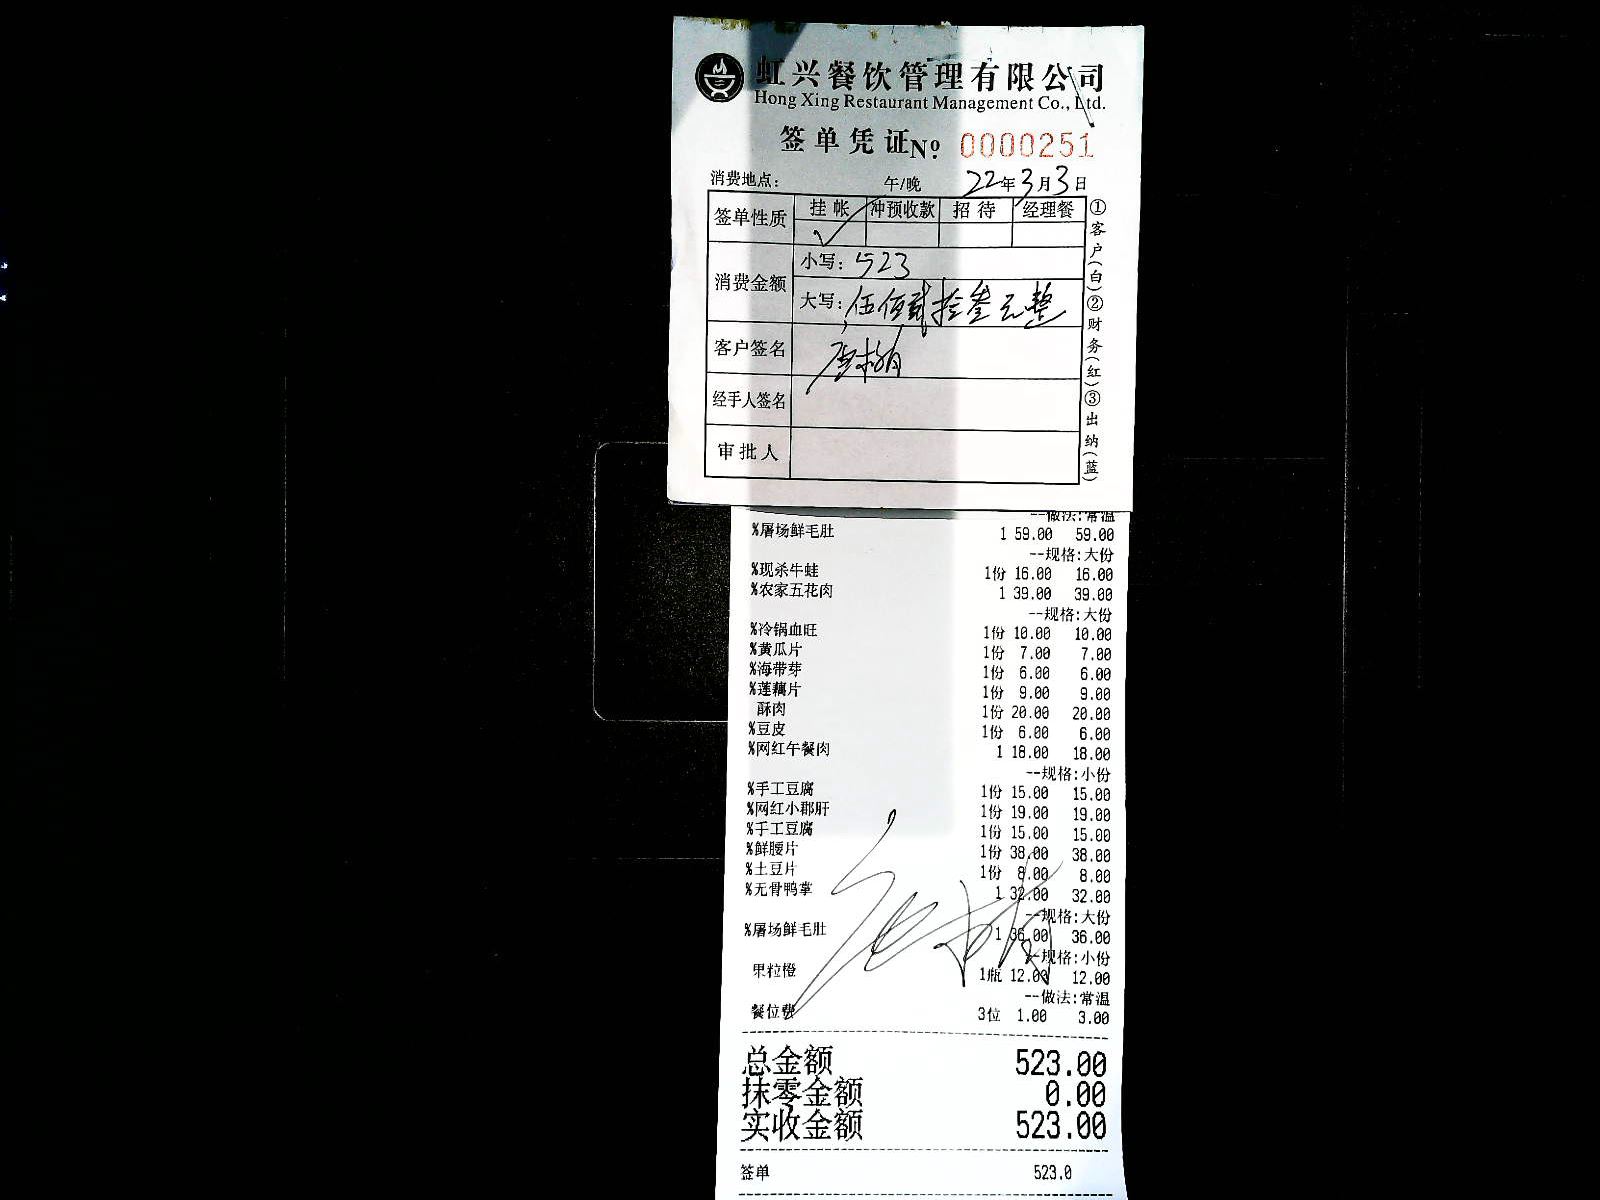 虹兴餐饮管理有限公司
Hong Xing Restaurant Management Co., Ltd.
签单凭证 Nº 0000251
消费地点： 午/晚 22年3月3日
签单性质 挂帐 冲预收款 招待 经理餐
✓
消费金额 小写：523
大写：伍佰贰拾叁元整
客户签名
经手人签名
审批人
①客户(白)②财务(红)③出纳(蓝)
--做法:常温
%屠场鲜毛肚 1 59.00 59.00
--规格:大份
%现杀牛蛙 1份 16.00 16.00
%农家五花肉 1 39.00 39.00
--规格:大份
%冷锅血旺 1份 10.00 10.00
%黄瓜片 1份 7.00 7.00
%海带芽 1份 6.00 6.00
%莲藕片 1份 9.00 9.00
酥肉 1份 20.00 20.00
%豆皮 1份 6.00 6.00
%网红午餐肉 1 18.00 18.00
--规格:小份
%手工豆腐 1份 15.00 15.00
%网红小郡肝 1份 19.00 19.00
%手工豆腐 1份 15.00 15.00
%鲜腰片 1份 38.00 38.00
%土豆片 1份 8.00 8.00
%无骨鸭掌 1 32.00 32.00
--规格:大份
%屠场鲜毛肚 1 36.00 36.00
--规格:小份
果粒橙 1瓶 12.00 12.00
--做法:常温
餐位费 3位 1.00 3.00
总金额 523.00
抹零金额 0.00
实收金额 523.00
签单 523.0